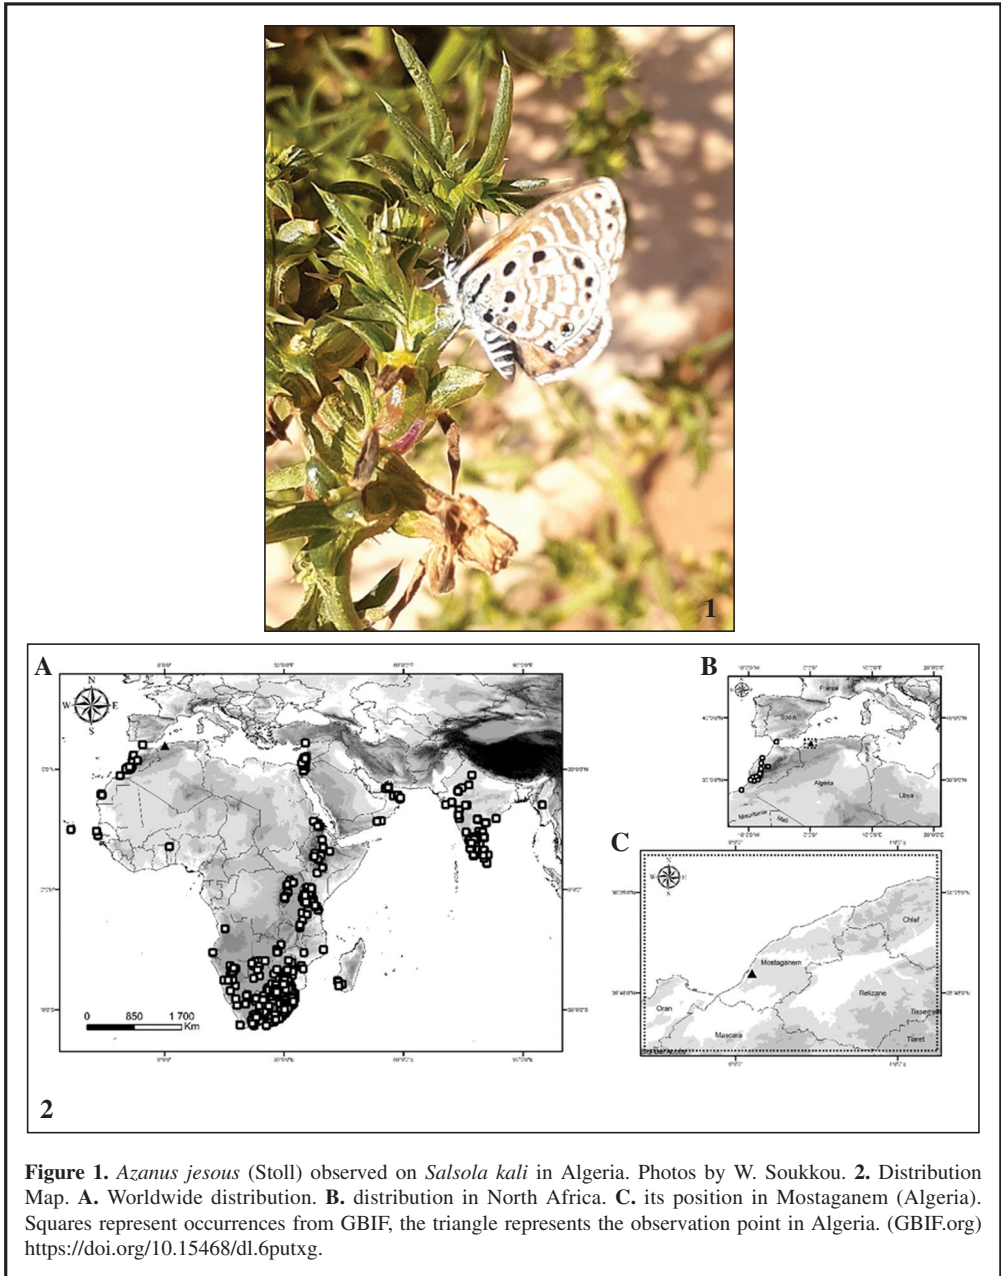 1
A
N
W
E
S
0
850
1 700
Km
2
B
France
Spain
Algeria
Libya
Mauritania
Mali
C
N
Chlef
Mostaganem
Oran
Relizane
Mascara
Tiaret
Figure 1. Azanus jesous (Stoll) observed on Salsola kali in Algeria. Photos by W. Soukkou. 2. Distribution
Map. A. Worldwide distribution. B. distribution in North Africa. C. its position in Mostaganem (Algeria).
Squares represent occurrences from GBIF, the triangle represents the observation point in Algeria. (GBIF.org)
https://doi.org/10.15468/dl.6putxg.